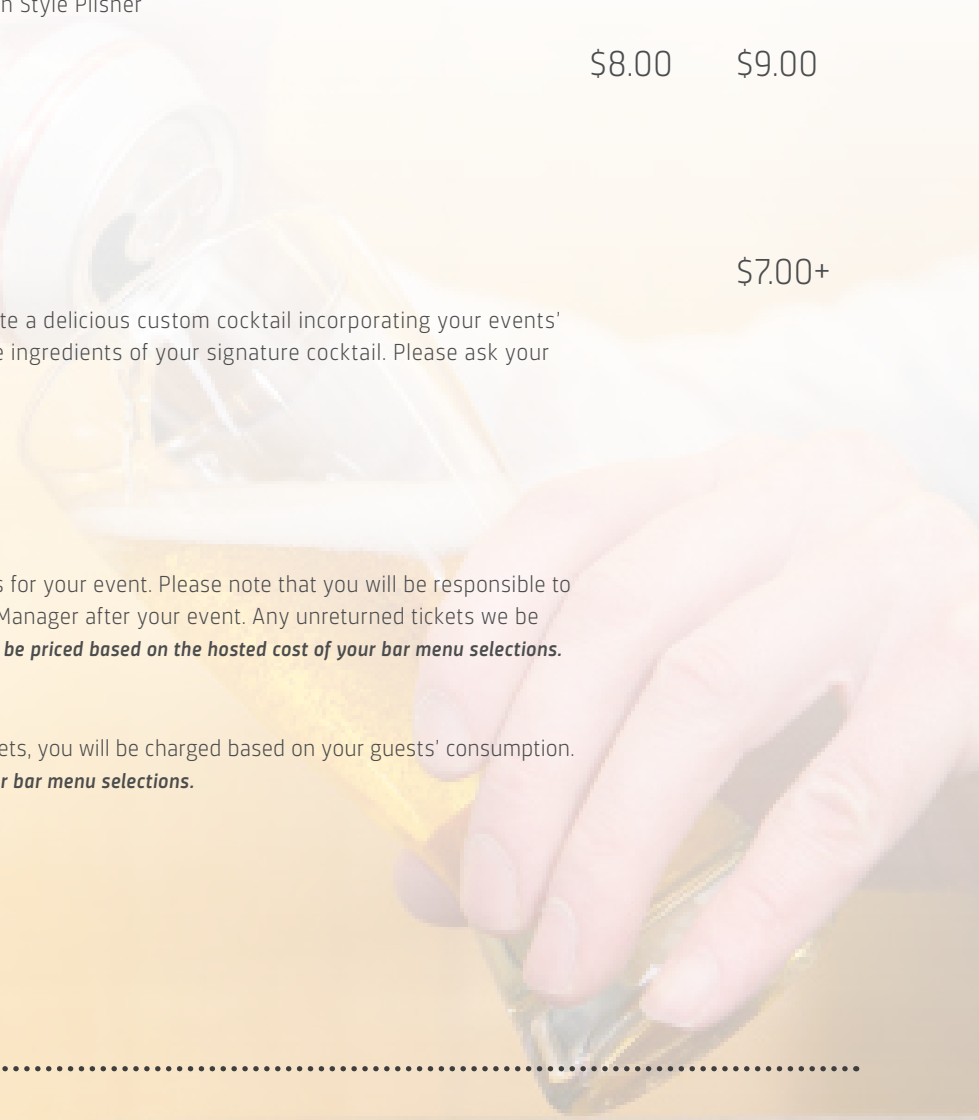 n Style Pilsner
$8.00 $9.00
$7.00+
te a delicious custom cocktail incorporating your events'
e ingredients of your signature cocktail. Please ask your
s for your event. Please note that you will be responsible to
Manager after your event. Any unreturned tickets we be
be priced based on the hosted cost of your bar menu selections.
ets, you will be charged based on your guests' consumption.
r bar menu selections.